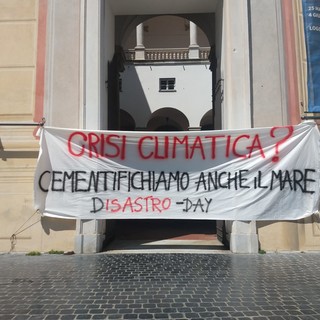 CRISI CLIMATICA?
CEMENTIFICHIAMO ANCHE IL MARE
DISASTRO-DAY